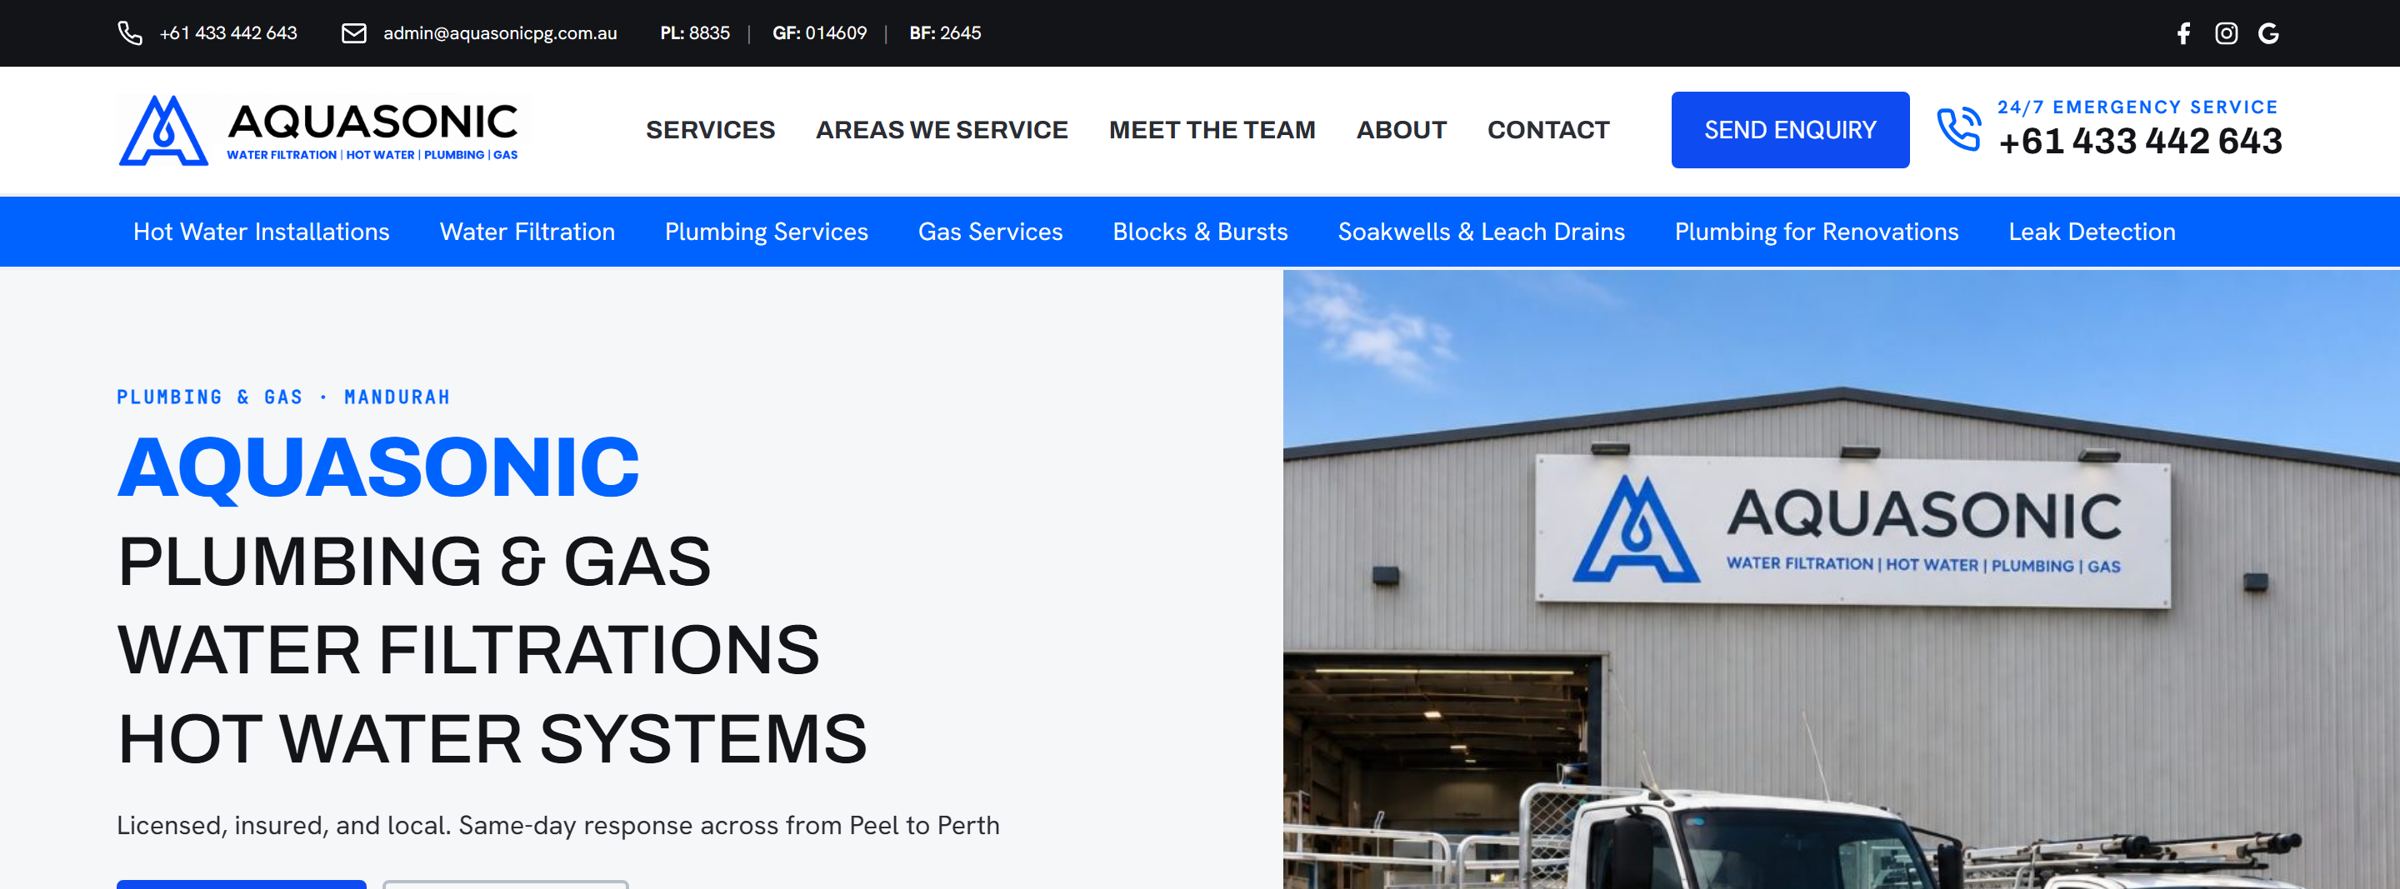 +61 433 442 643 admin@aquasonicpg.com.au PL: 8835 | GF: 014609 | BF: 2645
AQUASONIC
WATER FILTRATION | HOT WATER | PLUMBING | GAS
SERVICES AREAS WE SERVICE MEET THE TEAM ABOUT CONTACT
SEND ENQUIRY
24/7 EMERGENCY SERVICE
+61 433 442 643
Hot Water Installations Water Filtration Plumbing Services Gas Services Blocks & Bursts Soakwells & Leach Drains Plumbing for Renovations Leak Detection
PLUMBING & GAS · MANDURAH
AQUASONIC
PLUMBING & GAS
WATER FILTRATIONS
HOT WATER SYSTEMS
Licensed, insured, and local. Same-day response across from Peel to Perth
AQUASONIC
WATER FILTRATION | HOT WATER | PLUMBING | GAS